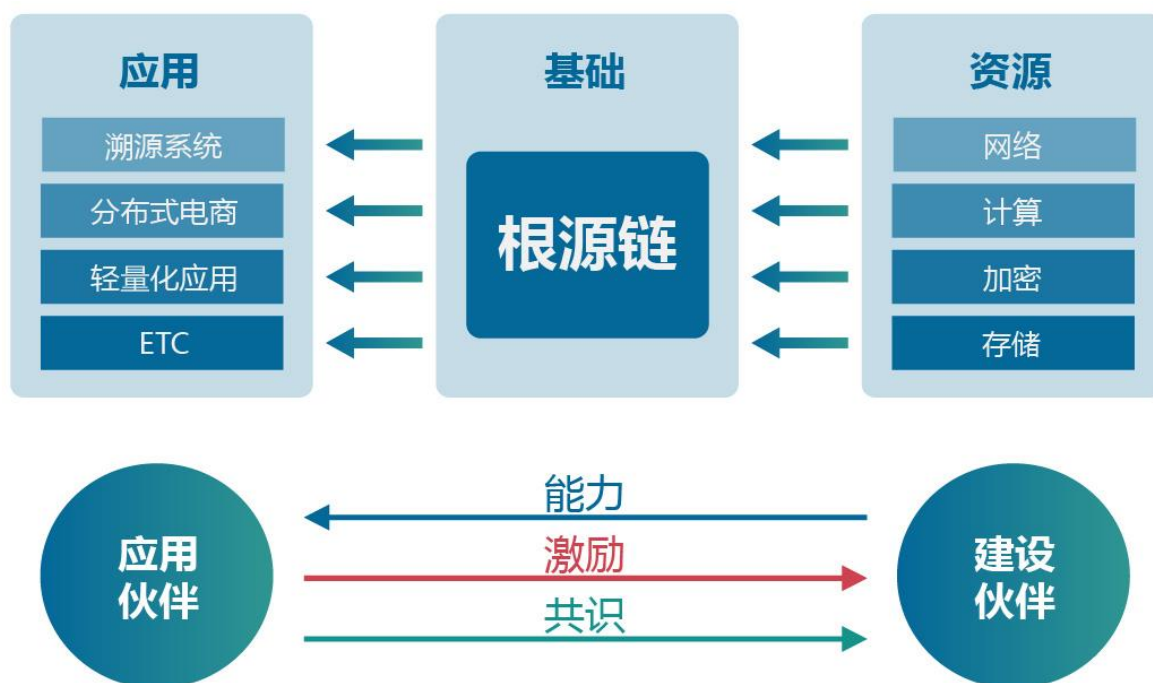 应用
溯源系统
分布式电商
轻量化应用
ETC
基础
根源链
资源
网络
计算
加密
存储
应用
伙伴
能力
激励
共识
建设
伙伴